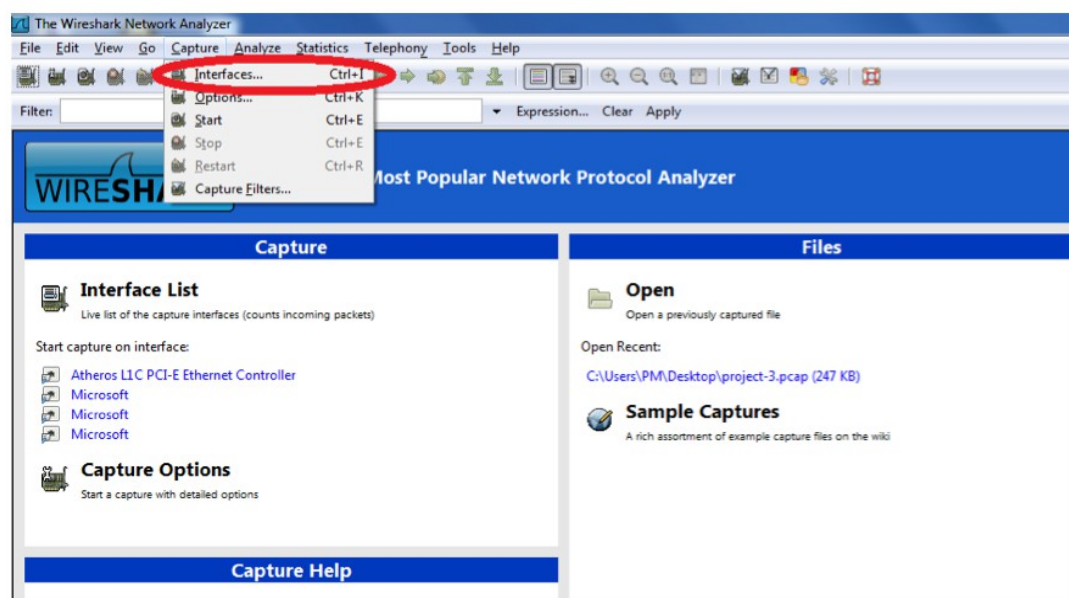 The Wireshark Network Analyzer
File Edit View Go Capture Analyze Statistics Telephony Tools Help
Interfaces... Ctrl+I
Filter: Options... Ctrl+K Expression... Clear Apply
Start Ctrl+E
Stop Ctrl+E
Restart Ctrl+R
Capture Filters...
WIRESH Most Popular Network Protocol Analyzer
Capture
Interface List
Live list of the capture interfaces (counts incoming packets)
Start capture on interface:
Atheros L1C PCI-E Ethernet Controller
Microsoft
Microsoft
Microsoft
Capture Options
Start a capture with detailed options
Capture Help
Files
Open
Open a previously captured file
Open Recent:
C:\Users\PM\Desktop\project-3.pcap (247 KB)
Sample Captures
A rich assortment of example capture files on the wiki